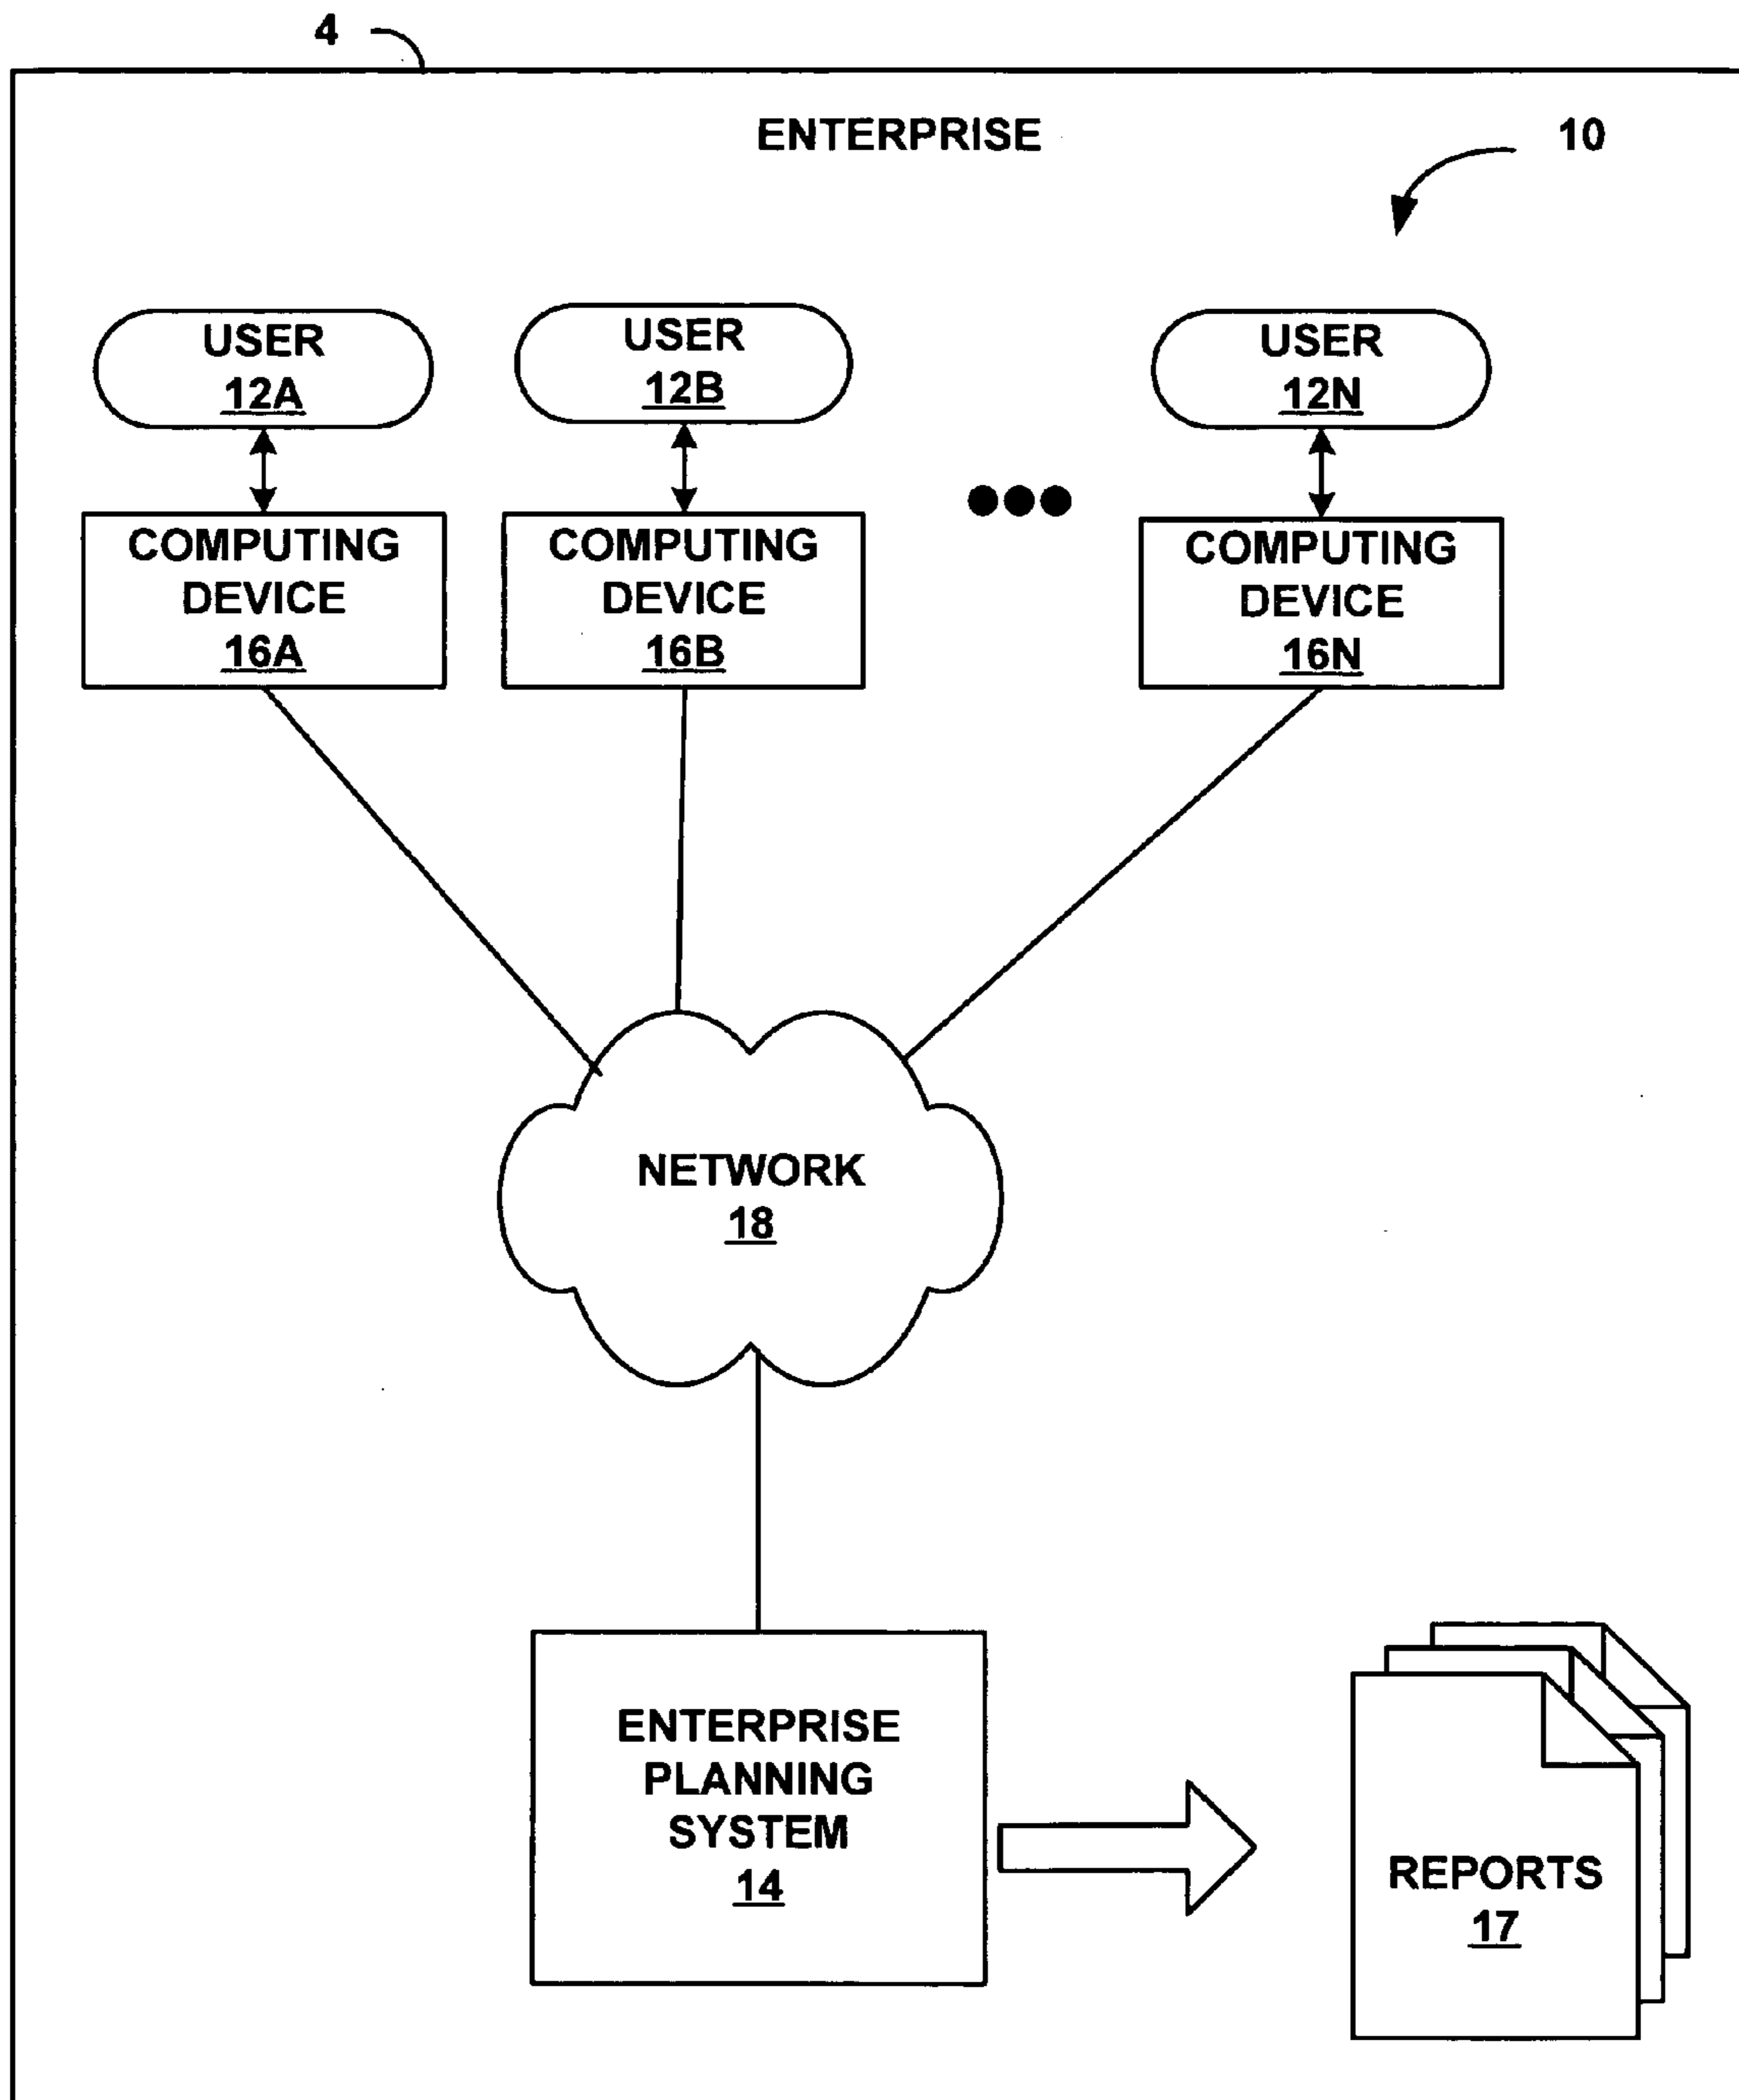 4
ENTERPRISE
10
USER
12A
USER
12B
USER
12N
COMPUTING
DEVICE
16A
COMPUTING
DEVICE
16B
COMPUTING
DEVICE
16N
NETWORK
18
ENTERPRISE
PLANNING
SYSTEM
14
REPORTS
17